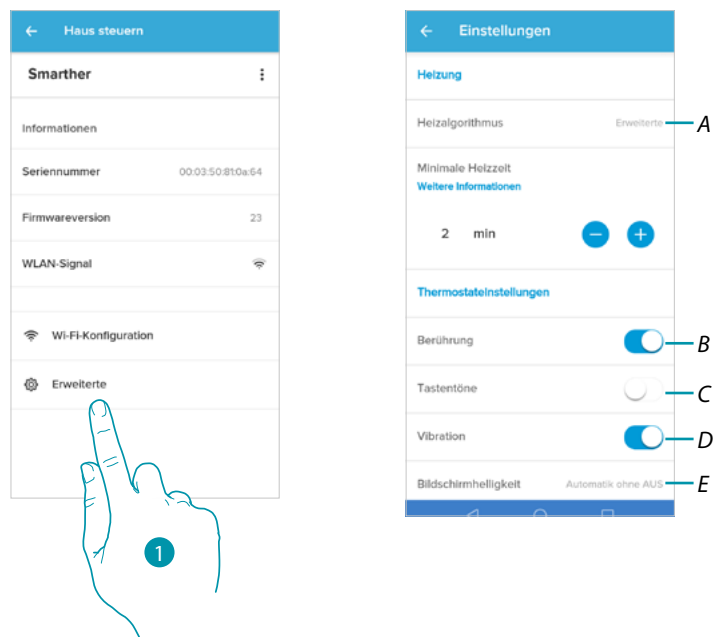 Haus steuern
Smarther
Informationen
Seriennummer 00:03:50:81:0a:64
Firmwareversion 23
WLAN-Signal
Wi-Fi-Konfiguration
Erweiterte
1
Einstellungen
Heizung
Heizalgorithmus Erweiterte A
Minimale Heizzeit
Weitere Informationen
2 min
Thermostateinstellungen
Berührung B
Tastentöne C
Vibration D
Bildschirmhelligkeit Automatik ohne AUS E